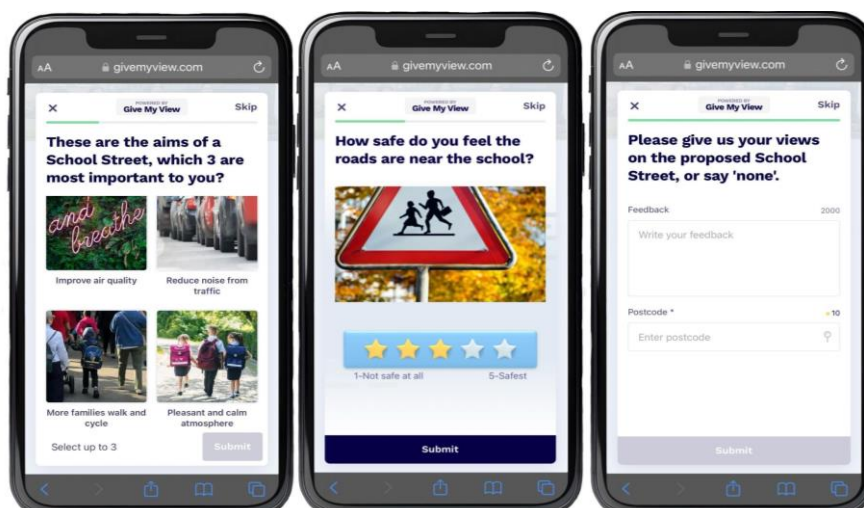 AA givemyview.com
POWERED BY
Give My View
Skip
These are the aims of a
School Street, which 3 are
most important to you?
and
breathe
Improve air quality
Reduce noise from
traffic
More families walk and
cycle
Pleasant and calm
atmosphere
Select up to 3
Submit
AA givemyview.com
POWERED BY
Give My View
Skip
How safe do you feel the
roads are near the school?
1-Not safe at all
5-Safest
Submit
AA givemyview.com
POWERED BY
Give My View
Skip
Please give us your views
on the proposed School
Street, or say 'none'.
Feedback
2000
Write your feedback
Postcode *
10
Enter postcode
Submit